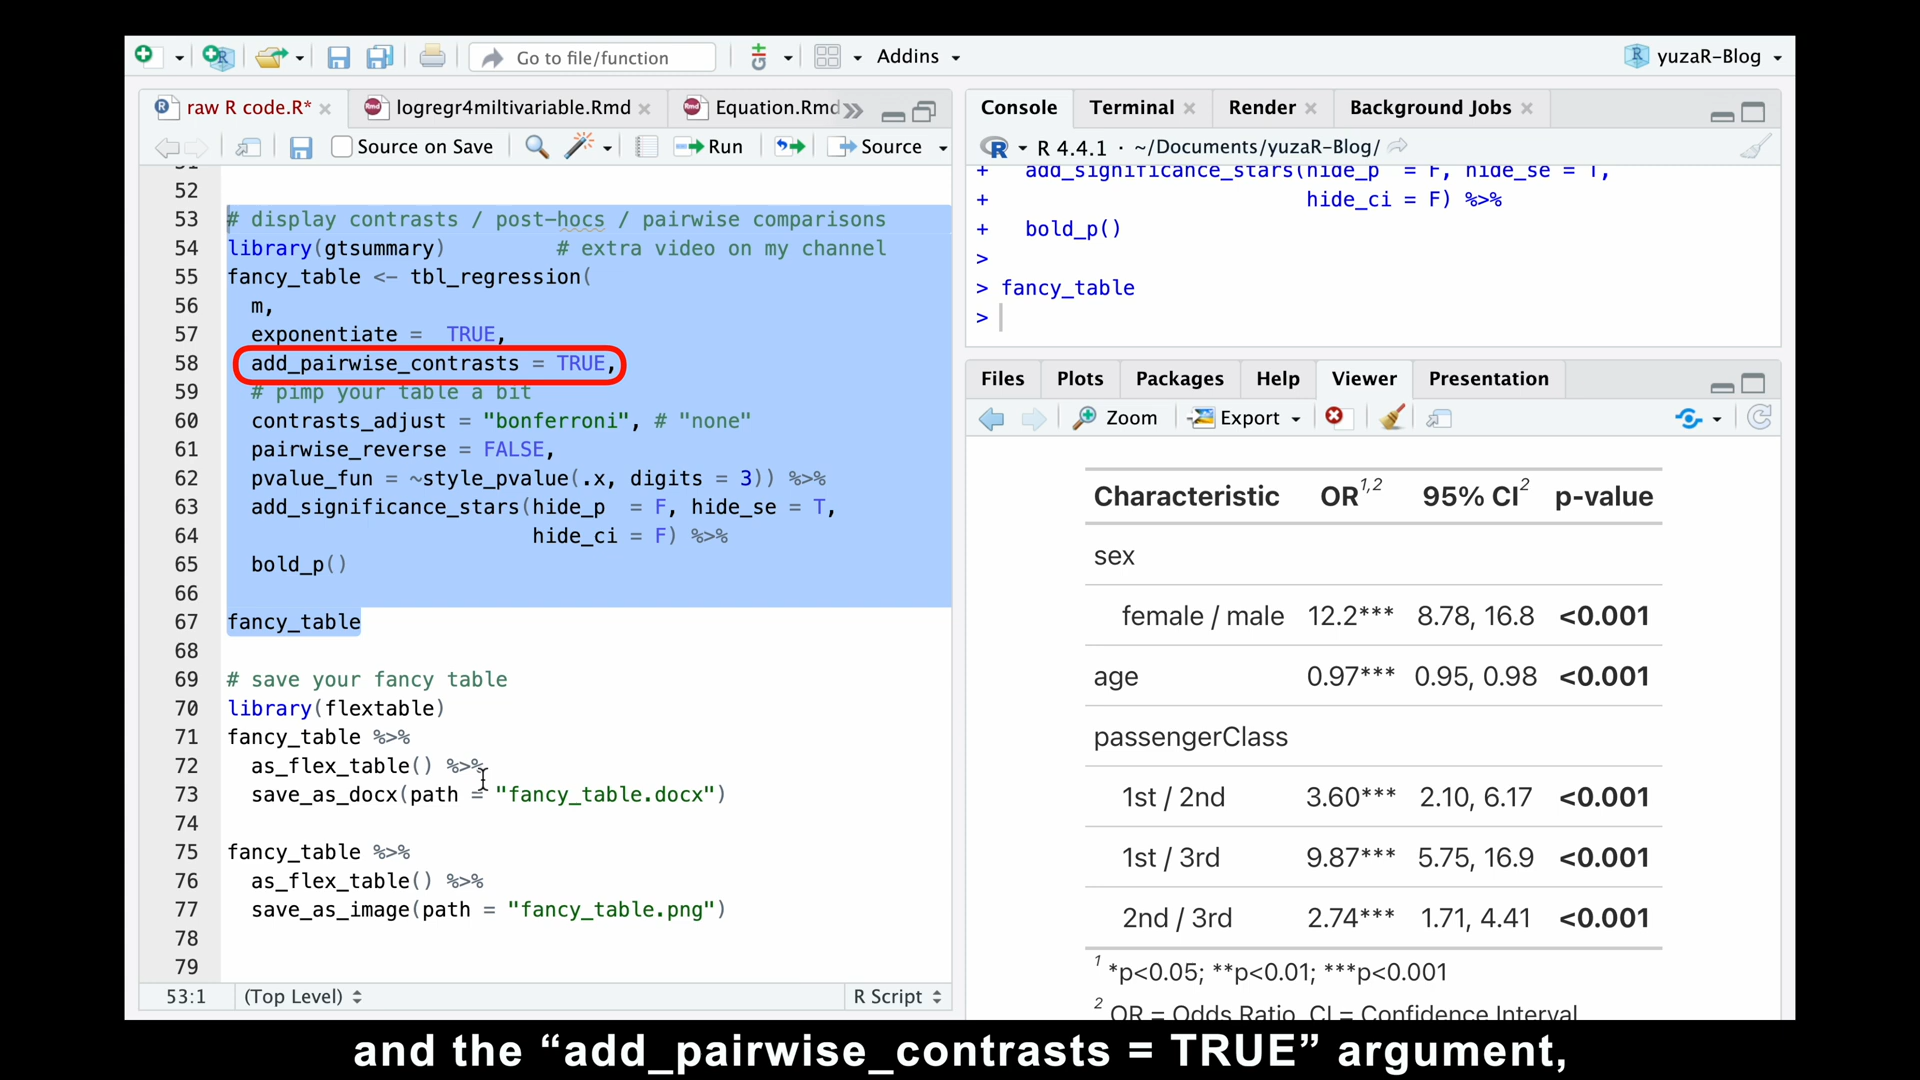 Go to file/function
Addins
yuzaR-Blog
raw R code.R*
logregr4miltivariable.Rmd
Equation.Rmd
Source on Save
Run
Source
52
53 # display contrasts / post-hocs / pairwise comparisons
54 library(gtsummary) # extra video on my channel
55 fancy_table <- tbl_regression(
56 m,
57 exponentiate = TRUE,
58 add_pairwise_contrasts = TRUE,
59 # pimp your table a bit
60 contrasts_adjust = "bonferroni", # "none"
61 pairwise_reverse = FALSE,
62 pvalue_fun = ~style_pvalue(.x, digits = 3)) %>%
63 add_significance_stars(hide_p = F, hide_se = T,
64 hide_ci = F) %>%
65 bold_p()
66
67 fancy_table
68
69 # save your fancy table
70 library(flextable)
71 fancy_table %>%
72 as_flex_table() %>%
73 save_as_docx(path = "fancy_table.docx")
74
75 fancy_table %>%
76 as_flex_table() %>%
77 save_as_image(path = "fancy_table.png")
78
79
53:1 (Top Level) R Script
Console Terminal Render Background Jobs
R 4.4.1 · ~/Documents/yuzaR-Blog/
+ add_significance_stars(hide_p = F, hide_se = T,
+ hide_ci = F) %>%
+ bold_p()
>
> fancy_table
>
Files Plots Packages Help Viewer Presentation
Zoom Export
Characteristic OR1,2 95% CI2 p-value
sex
female / male 12.2*** 8.78, 16.8 <0.001
age 0.97*** 0.95, 0.98 <0.001
passengerClass
1st / 2nd 3.60*** 2.10, 6.17 <0.001
1st / 3rd 9.87*** 5.75, 16.9 <0.001
2nd / 3rd 2.74*** 1.71, 4.41 <0.001
1 *p<0.05; **p<0.01; ***p<0.001
2 OR = Odds Ratio, CI = Confidence Interval
and the “add_pairwise_contrasts = TRUE” argument,